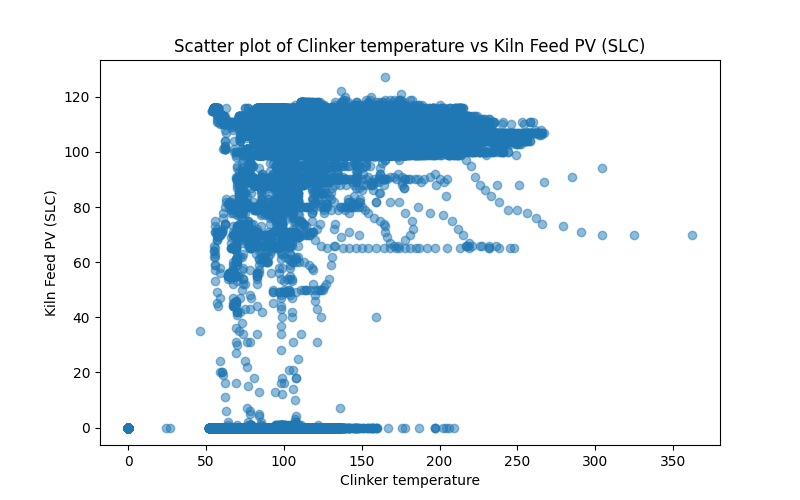 Scatter plot of Clinker temperature vs Kiln Feed PV (SLC)
Kiln Feed PV (SLC)
120
100
80
60
40
20
0
0 50 100 150 200 250 300 350
Clinker temperature